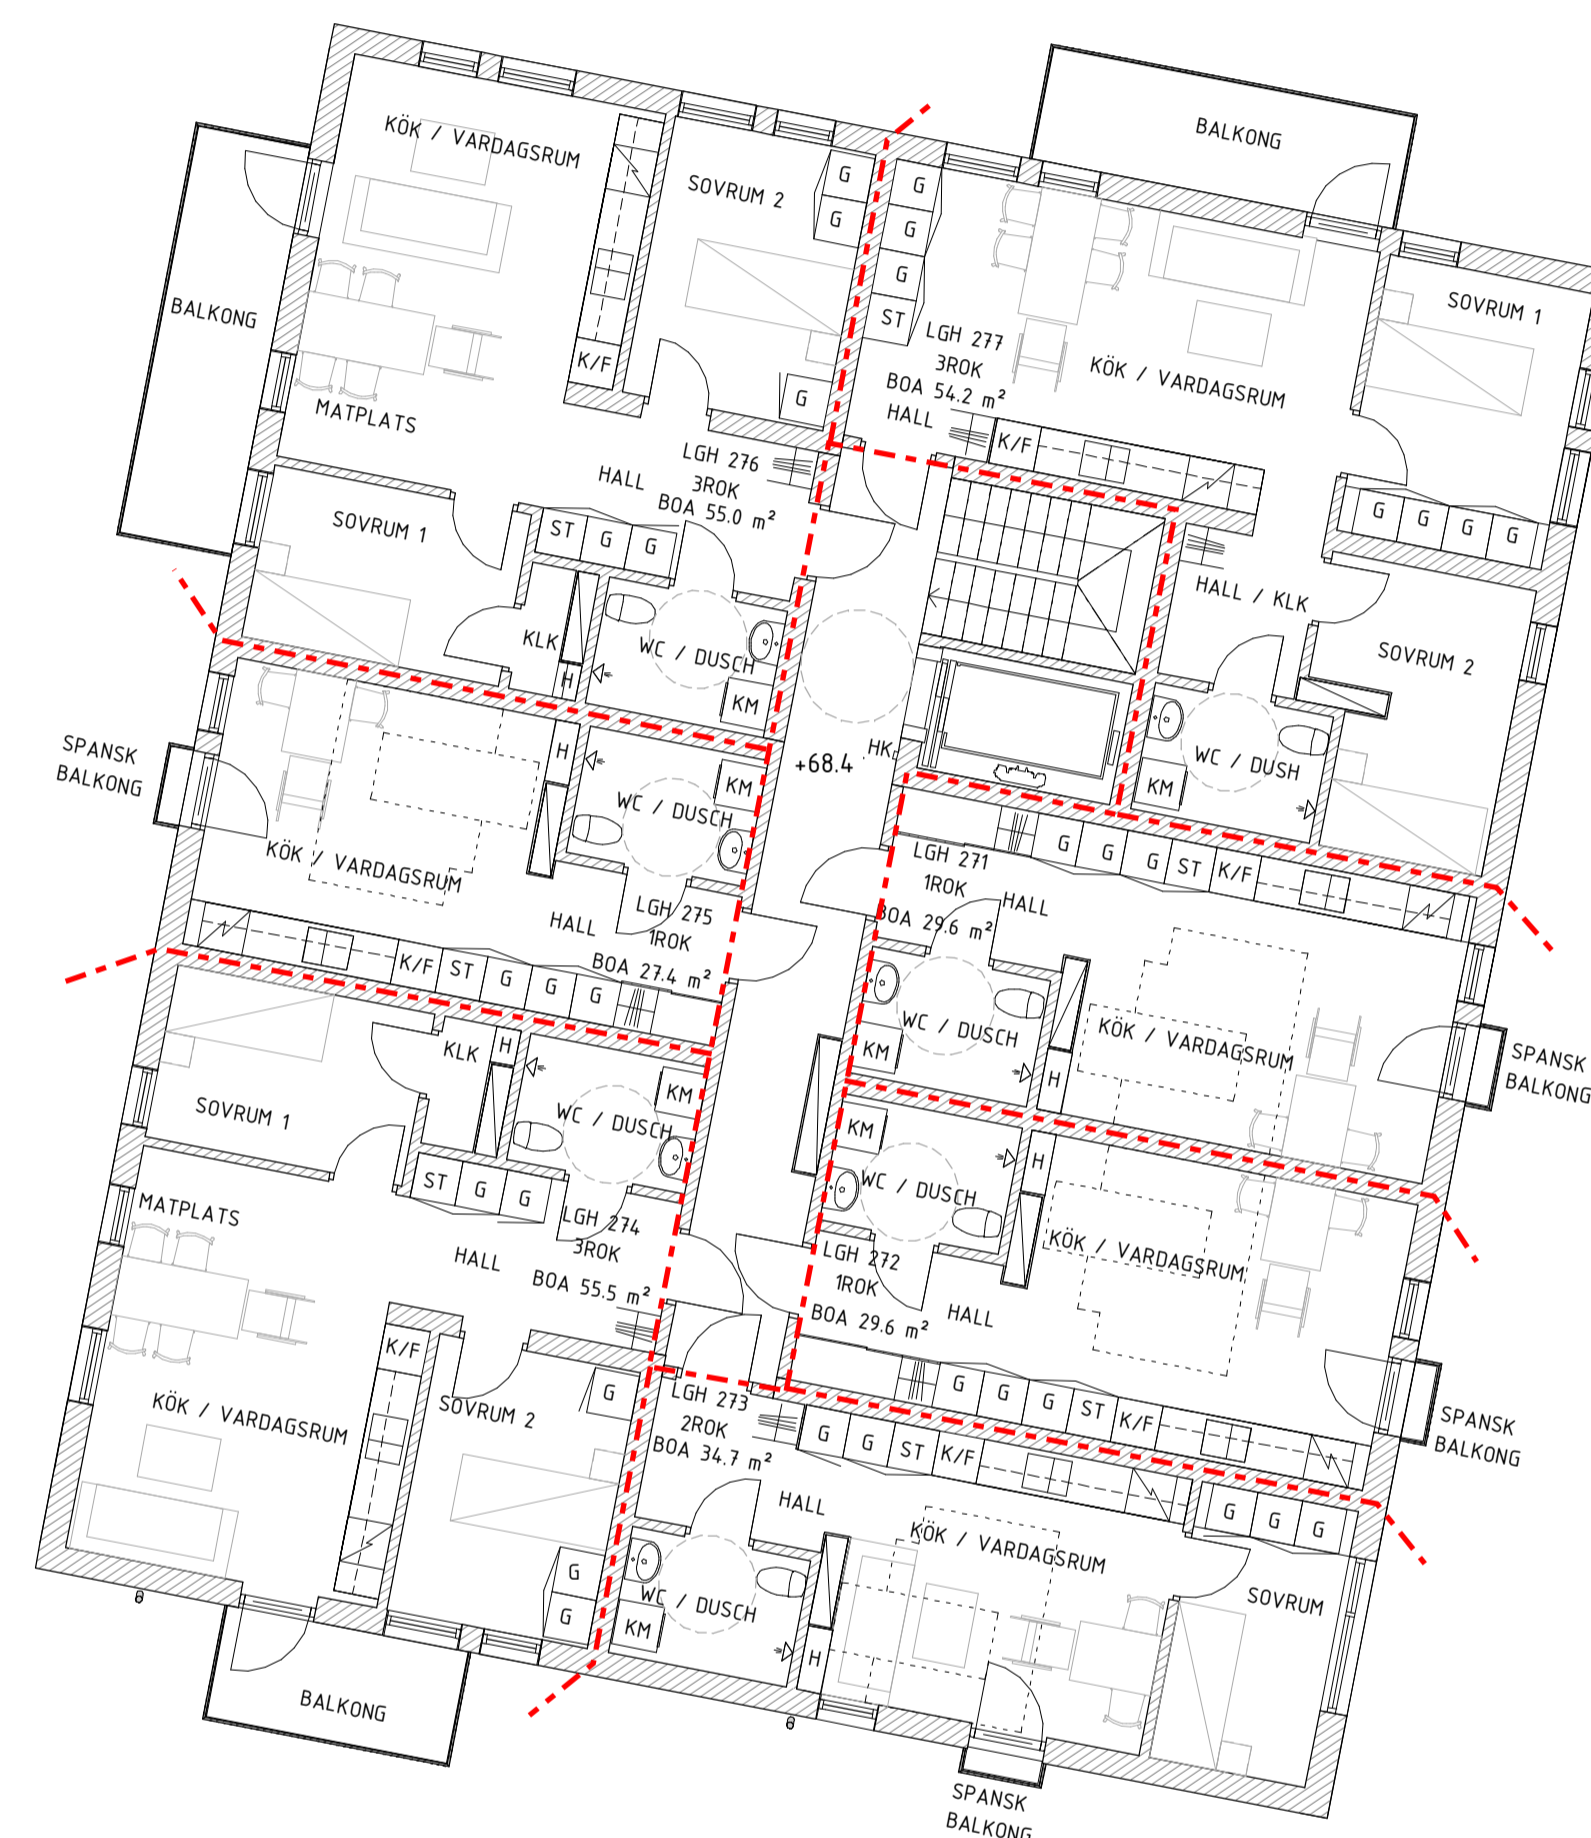 KÖK / VARDAGSRUM
SOVRUM 2
G
G
BALKONG
MATPLATS
K/F
G
SOVRUM 1
HALL
LGH 276
3ROK
BOA 55.0 m²
ST
G
G
KLK
H
WC / DUSCH
KM
BALKONG
G
G
G
ST
LGH 277
3ROK
BOA 54.2 m²
HALL
KÖK / VARDAGSRUM
K/F
SOVRUM 1
G
G
G
G
HALL / KLK
SOVRUM 2
WC / DUSH
KM
+68.4
HK
SPANSK
BALKONG
H
WC / DUSCH
KM
KÖK / VARDAGSRUM
HALL
LGH 275
1ROK
BOA 27.4 m²
K/F
ST
G
G
G
LGH 271
1ROK
BOA 29.6 m²
HALL
G
G
G
ST
K/F
WC / DUSCH
KM
H
KÖK / VARDAGSRUM
SPANSK
BALKONG
SOVRUM 1
KLK
H
WC / DUSCH
KM
ST
G
G
MATPLATS
HALL
LGH 274
3ROK
BOA 55.5 m²
K/F
KÖK / VARDAGSRUM
SOVRUM 2
G
G
G
BALKONG
KM
WC / DUSCH
H
KÖK / VARDAGSRUM
LGH 272
1ROK
BOA 29.6 m²
HALL
G
G
G
ST
K/F
SPANSK
BALKONG
LGH 273
2ROK
BOA 34.7 m²
G
G
ST
K/F
HALL
KÖK / VARDAGSRUM
G
G
G
SOVRUM
WC / DUSCH
KM
H
SPANSK
BALKONG